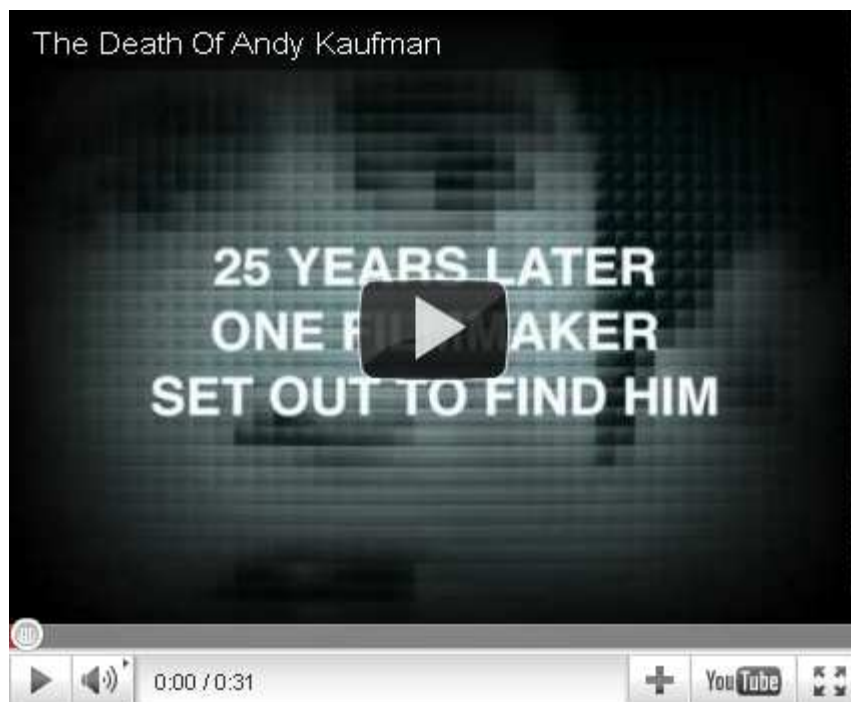 The Death Of Andy Kaufman
25 YEARS LATER
ONE FILMMAKER
SET OUT TO FIND HIM
0:00 / 0:31
YouTube